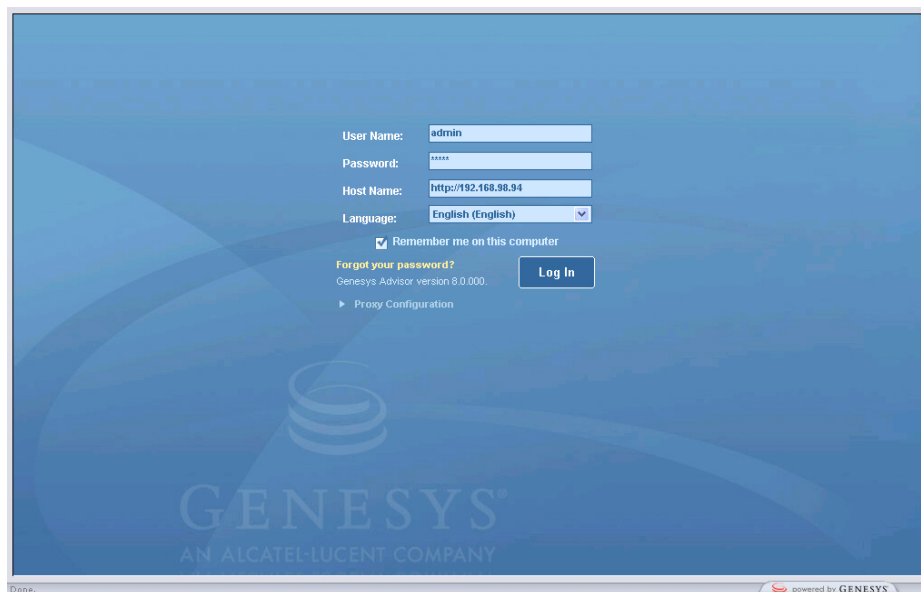 User Name: admin
Password: *****
Host Name: http://192.168.98.94
Language: English (English)
Remember me on this computer
Forgot your password?
Genesys Advisor version 8.0.000.
Log In
Proxy Configuration
GENESYS®
AN ALCATEL-LUCENT COMPANY
Done.
powered by GENESYS